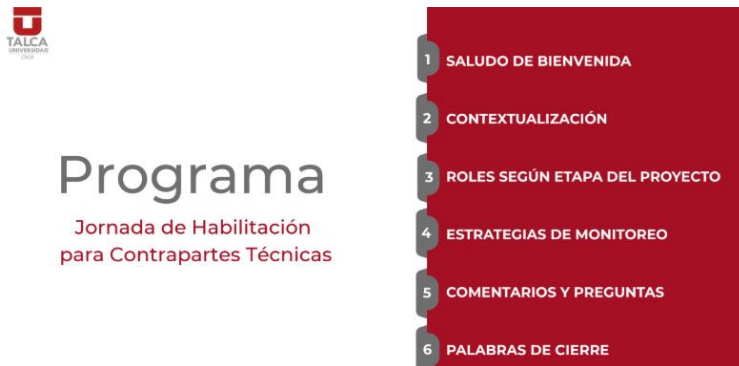 TALCA
UNIVERSIDAD
CHILE
Programa
Jornada de Habilitación
para Contrapartes Técnicas
1 SALUDO DE BIENVENIDA
2 CONTEXTUALIZACIÓN
3 ROLES SEGÚN ETAPA DEL PROYECTO
4 ESTRATEGIAS DE MONITOREO
5 COMENTARIOS Y PREGUNTAS
6 PALABRAS DE CIERRE